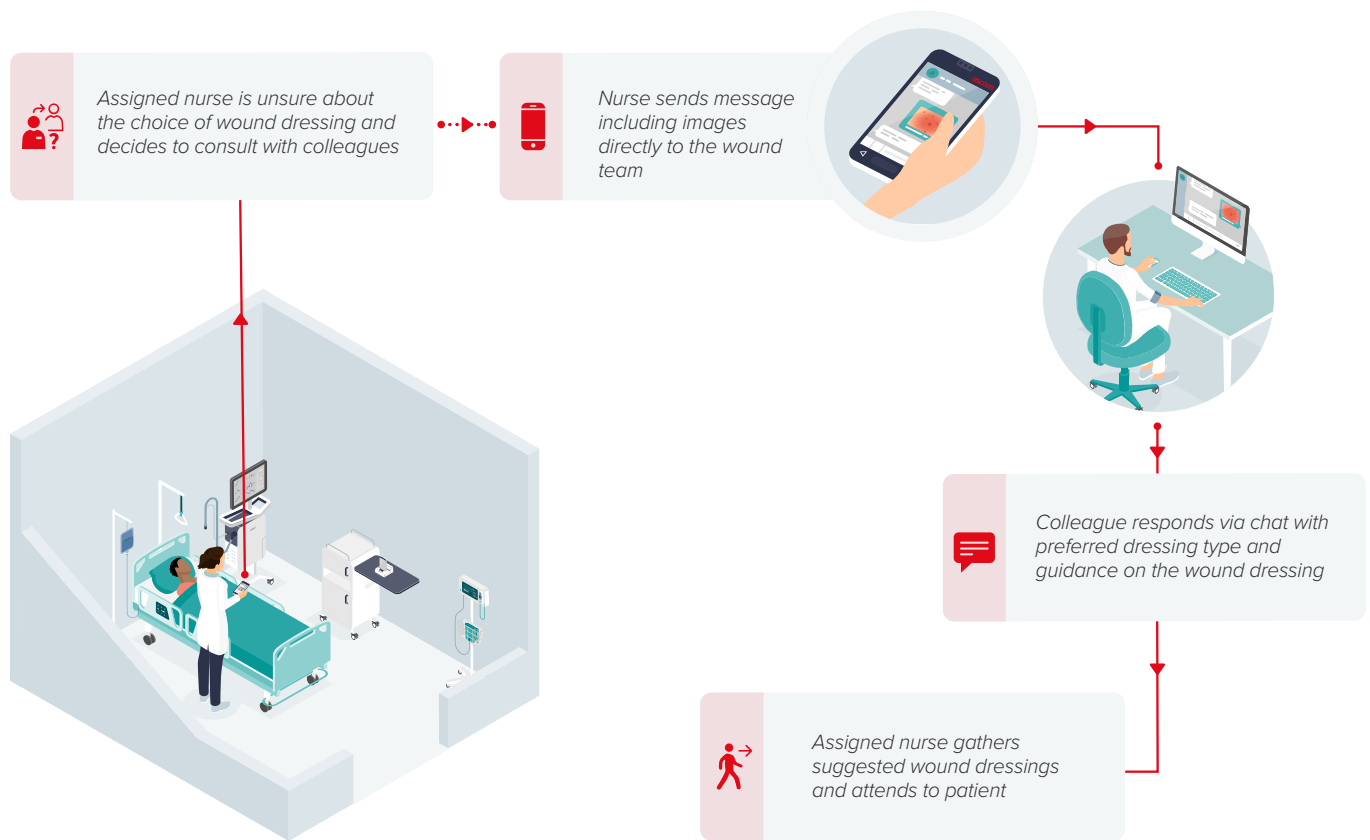 Assigned nurse is unsure about
the choice of wound dressing and
decides to consult with colleagues
Nurse sends message
including images
directly to the wound
team
Colleague responds via chat with
preferred dressing type and
guidance on the wound dressing
Assigned nurse gathers
suggested wound dressings
and attends to patient